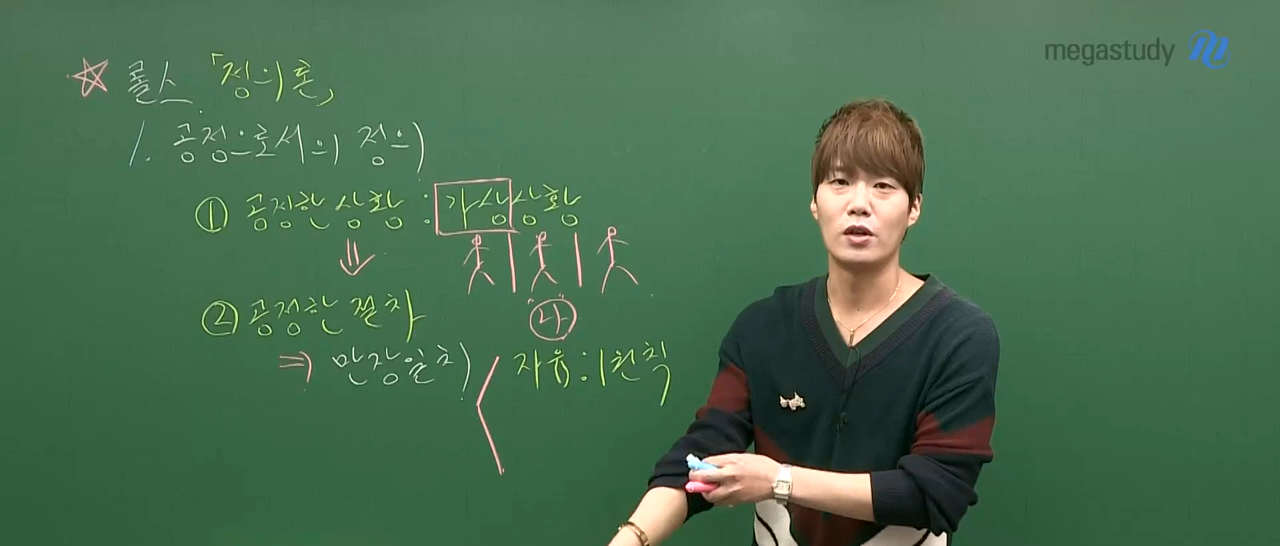 megastudy
☆ 롤스 「정의론」
1. 공정으로서의 정의
① 공정한 상황 : 가상상황
⇓
② 공정한 절차
"나"
⇒ 만장일치 < 자유 : 1원칙